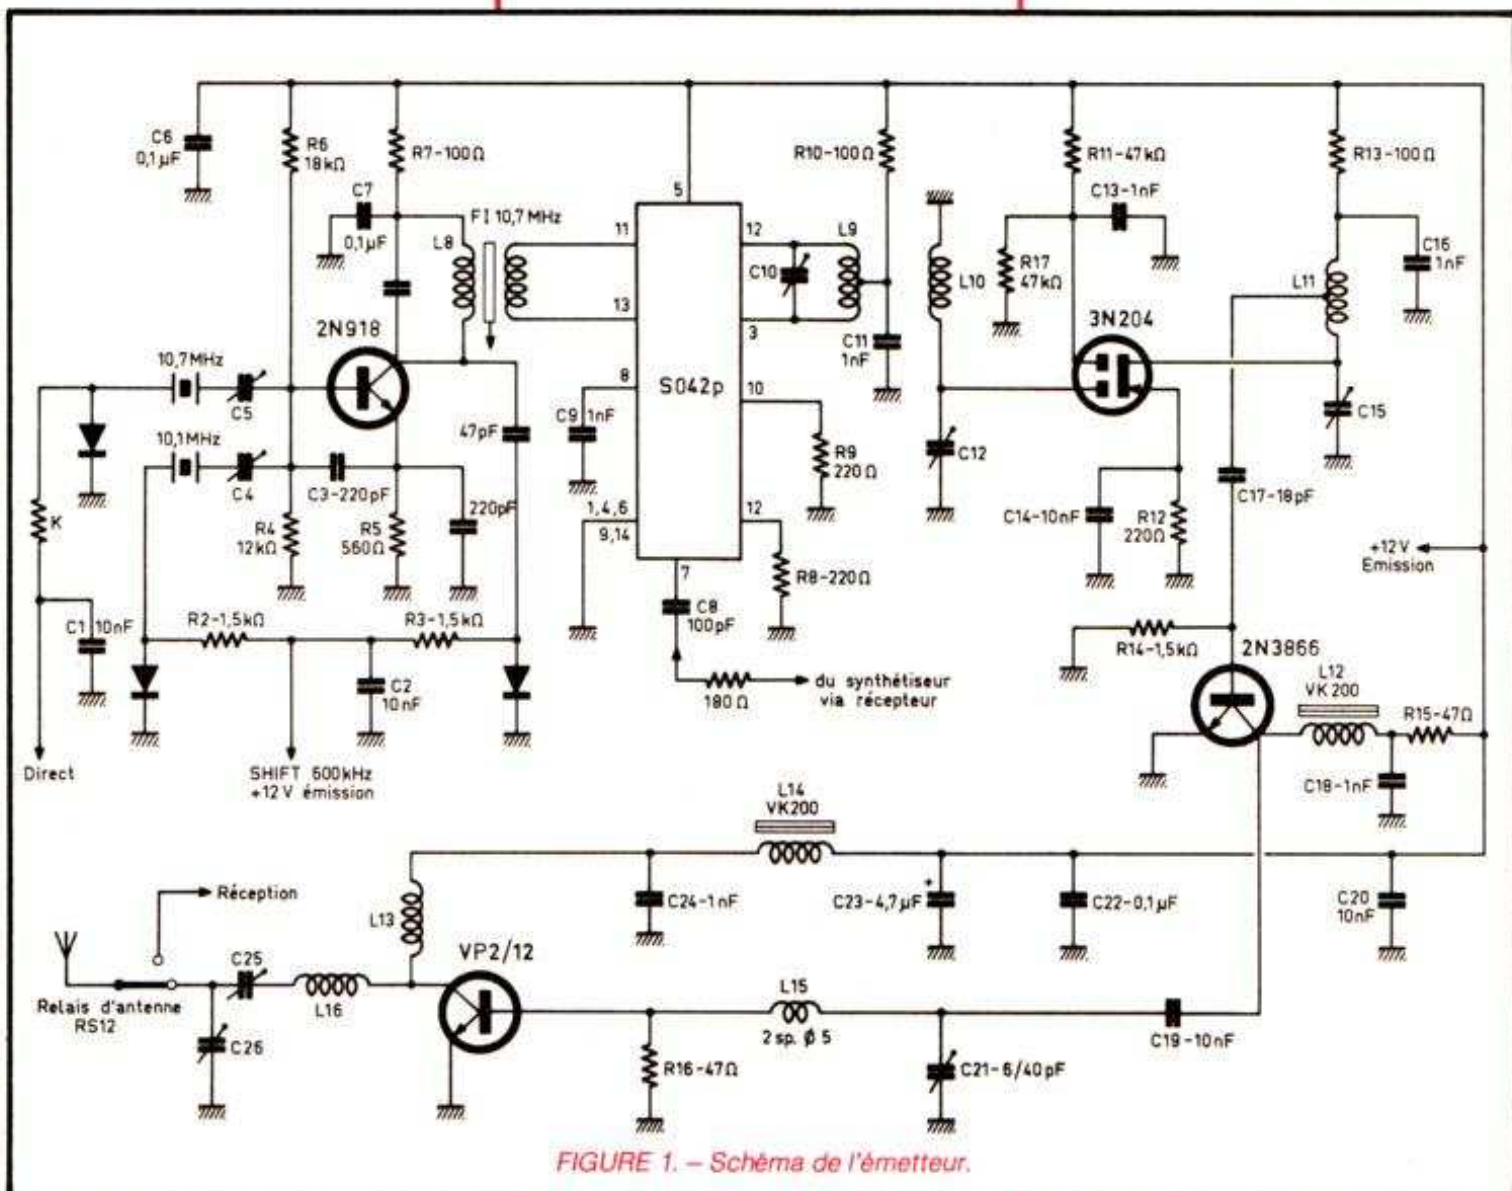 C6
0,1µF
R6
18kΩ
R7-100Ω
C7
0,1µF
FI 10,7MHz
L8
2N918
10,7MHz
C5
10,1MHz
C4
C3-220pF
47pF
220pF
K
R4
12kΩ
R5
560Ω
C1
10nF
R2-1,5kΩ
R3-1,5kΩ
C2
10nF
Direct
SHIFT 600kHz
+12V émission
5
11
13
8
1,4,6
9,14
7
12
3
10
12
S042p
C9 1nF
C8
100pF
180Ω
du synthétiseur
via récepteur
R9
220Ω
R8-220Ω
C10
L9
R10-100Ω
C11
1nF
L10
C12
R11-47kΩ
C13-1nF
R17
47kΩ
3N204
C14-10nF
R12
220Ω
R13-100Ω
L11
C16
1nF
C15
C17-18pF
+12V
Emission
R14-1,5kΩ
2N3866
L12
VK200
R15-47Ω
C18-1nF
L14
VK200
Réception
L13
C24-1nF
+
C23-4,7µF
C22-0,1µF
C20
10nF
VP2/12
C25
L16
Relais d'antenne
RS12
C26
R16-47Ω
L15
2 sp. ϕ 5
C19-10nF
C21-6/40pF
FIGURE 1. – Schéma de l'émetteur.